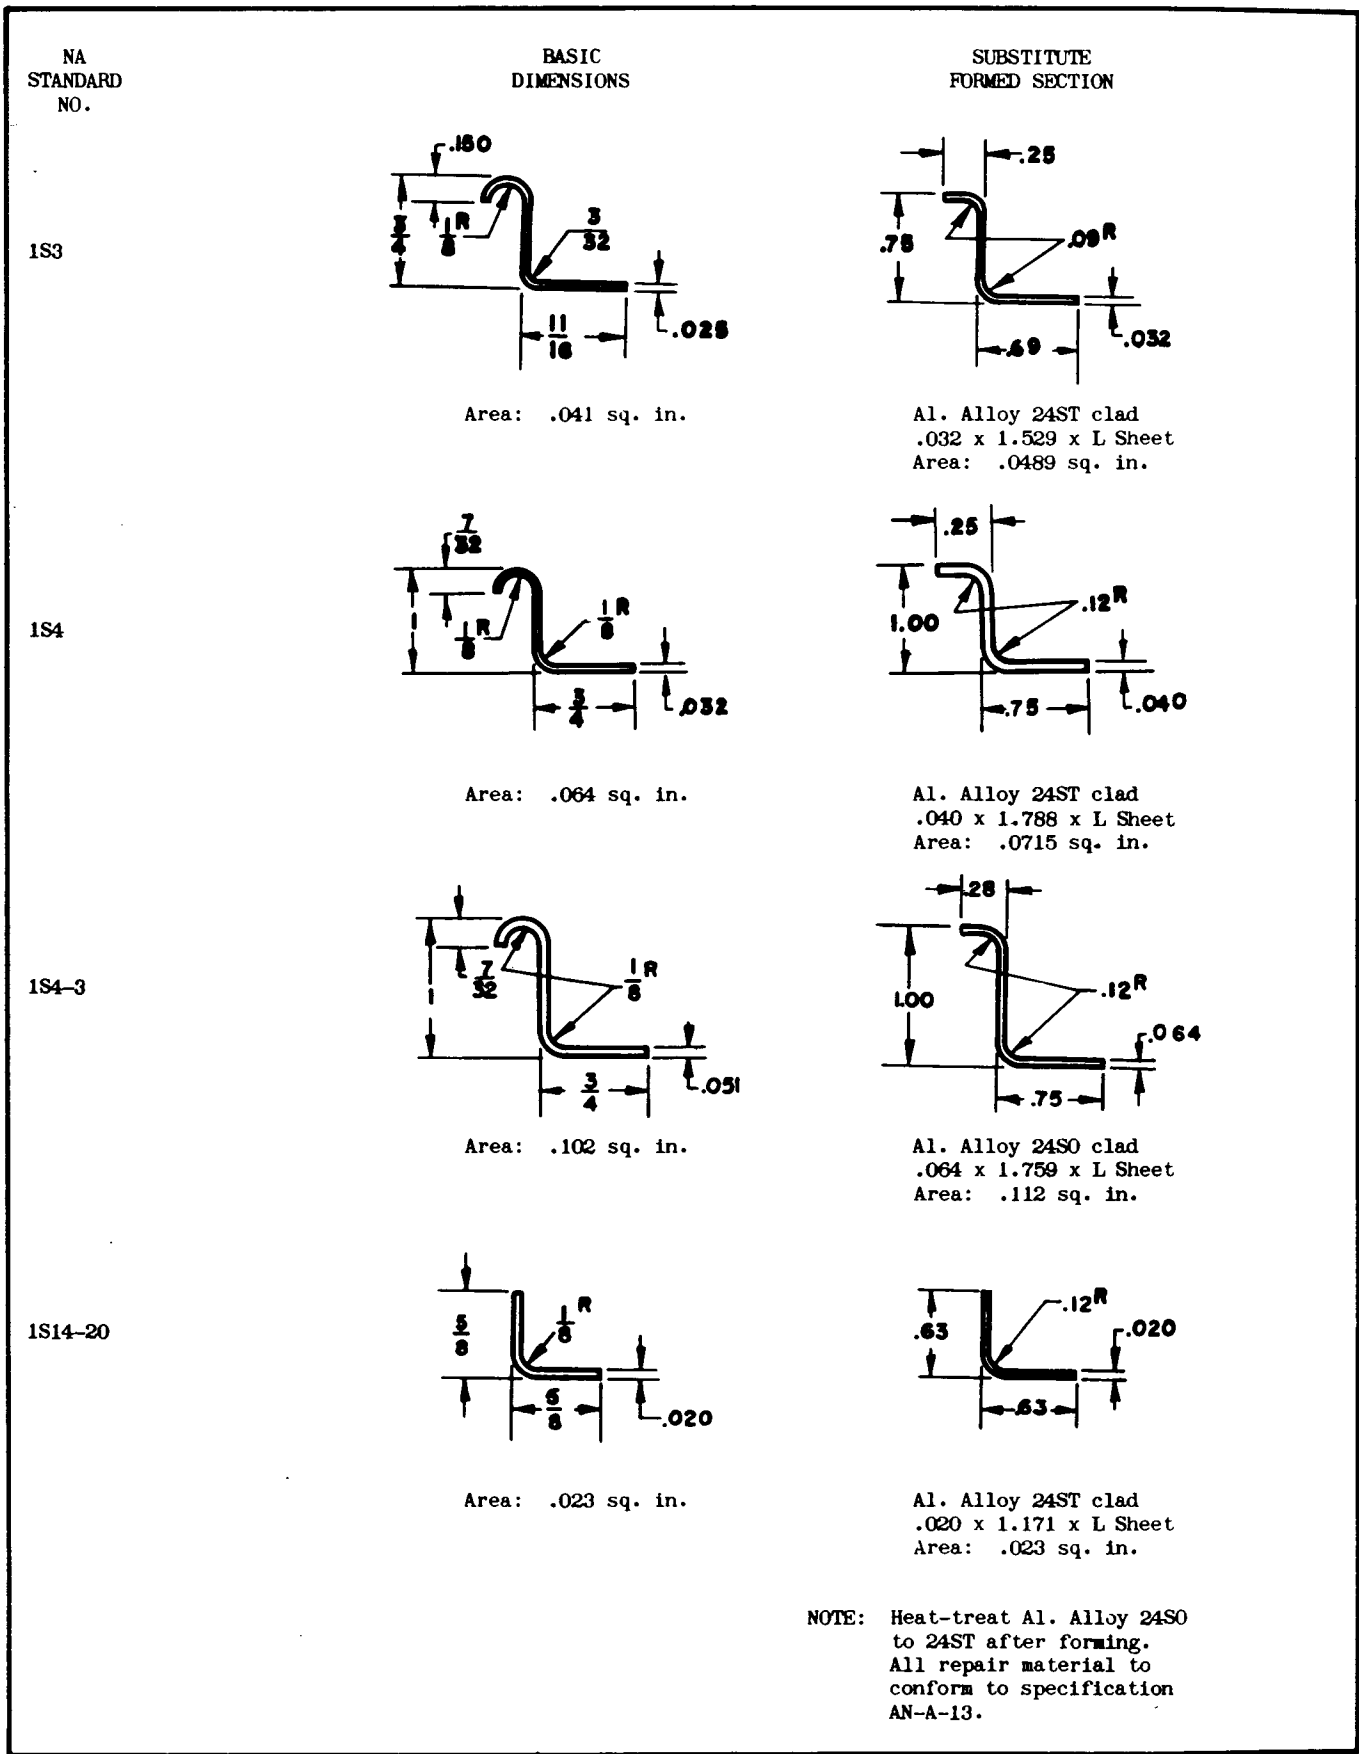 NA
STANDARD
NO.
BASIC
DIMENSIONS
SUBSTITUTE
FORMED SECTION
1S3
.150
3/4
1/8 R
3/32
11/16
.025
Area: .041 sq. in.
.25
.75
.09 R
.69
.032
Al. Alloy 24ST clad
.032 x 1.529 x L Sheet
Area: .0489 sq. in.
1S4
7/32
1
1/8 R
1/8 R
3/4
.032
Area: .064 sq. in.
.25
1.00
.12 R
.75
.040
Al. Alloy 24ST clad
.040 x 1.788 x L Sheet
Area: .0715 sq. in.
1S4-3
1
7/32
1/8 R
3/4
.051
Area: .102 sq. in.
.28
1.00
.12 R
.064
.75
Al. Alloy 24SO clad
.064 x 1.759 x L Sheet
Area: .112 sq. in.
1S14-20
5/8
1/8 R
5/8
.020
Area: .023 sq. in.
.63
.12 R
.020
.63
Al. Alloy 24ST clad
.020 x 1.171 x L Sheet
Area: .023 sq. in.
NOTE: Heat-treat Al. Alloy 24SO
to 24ST after forming.
All repair material to
conform to specification
AN-A-13.